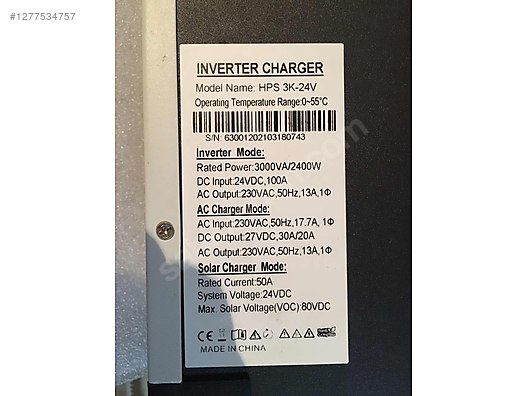 #1277534757
INVERTER CHARGER
Model Name: HPS 3K-24V
Operating Temperature Range:0~55°C
S/N: 63001202103180743
Inverter Mode:
Rated Power:3000VA/2400W
DC Input:24VDC,100A
AC Output:230VAC,50Hz,13A,1Φ
AC Charger Mode:
AC Input:230VAC,50Hz,17.7A, 1Φ
DC Output:27VDC,30A/20A
AC Output:230VAC,50Hz,13A,1Φ
Solar Charger Mode:
Rated Current:50A
System Voltage:24VDC
Max. Solar Voltage(VOC):80VDC
CE
MADE IN CHINA